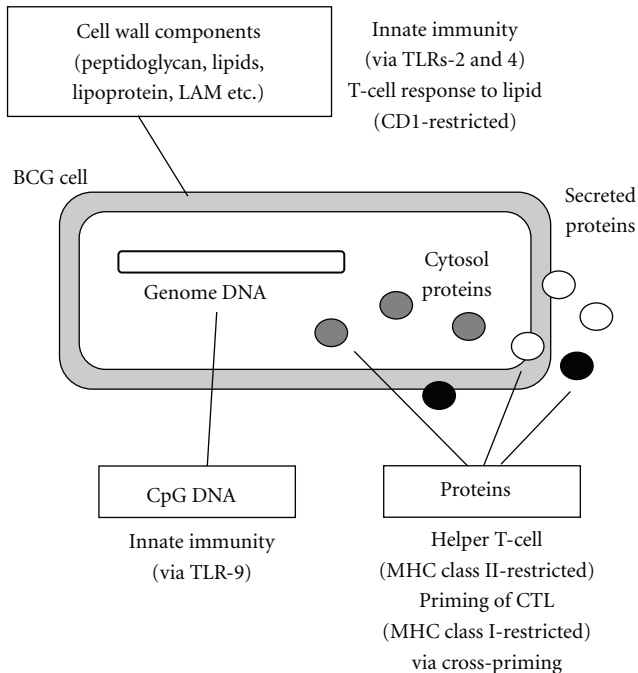 Cell wall components
(peptidoglycan, lipids,
lipoprotein, LAM etc.)
Innate immunity
(via TLRs-2 and 4)
T-cell response to lipid
(CD1-restricted)
BCG cell
Secreted
proteins
Cytosol
proteins
Genome DNA
CpG DNA
Innate immunity
(via TLR-9)
Proteins
Helper T-cell
(MHC class II-restricted)
Priming of CTL
(MHC class I-restricted)
via cross-priming